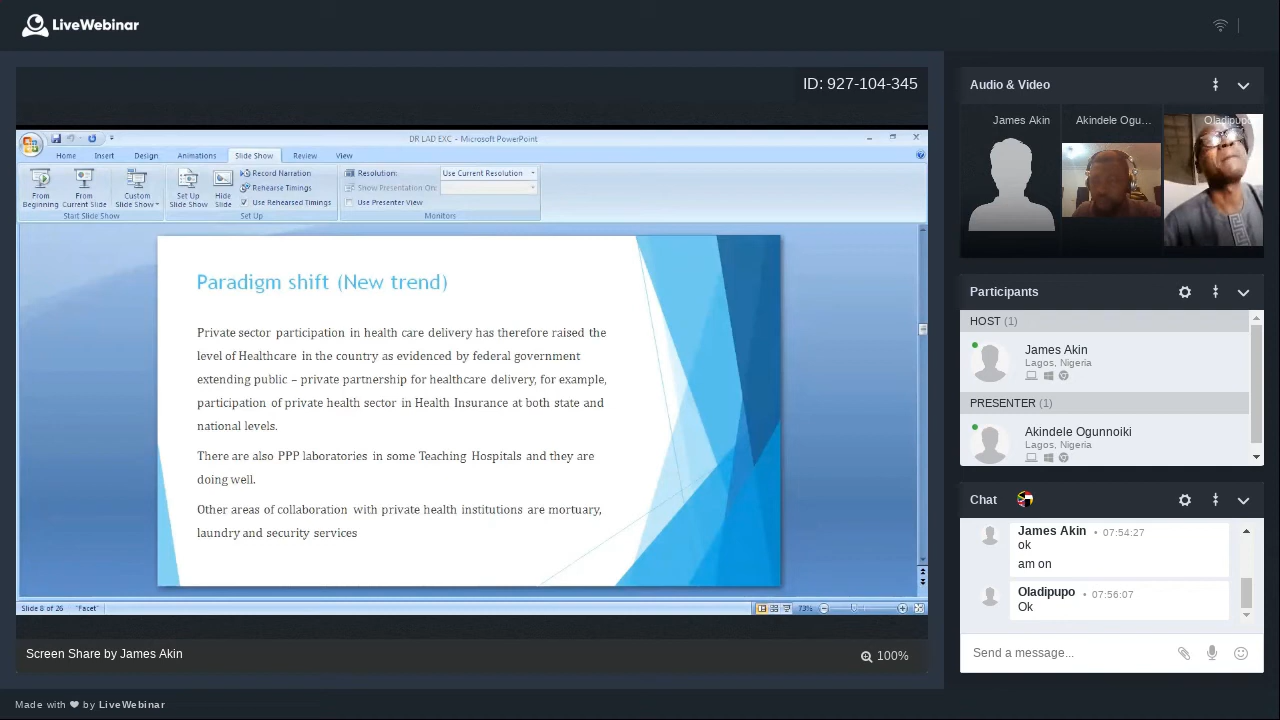 LiveWebinar
ID: 927-104-345
DR LAD EXC - Microsoft PowerPoint
Home Insert Design Animations Slide Show Review View
From Beginning
From Current Slide
Custom Slide Show
Start Slide Show
Set Up Slide Show
Hide Slide
Record Narration
Rehearse Timings
Use Rehearsed Timings
Set Up
Resolution: Use Current Resolution
Show Presentation On:
Use Presenter View
Monitors
Paradigm shift (New trend)
Private sector participation in health care delivery has therefore raised the
level of Healthcare in the country as evidenced by federal government
extending public – private partnership for healthcare delivery, for example,
participation of private health sector in Health Insurance at both state and
national levels.
There are also PPP laboratories in some Teaching Hospitals and they are
doing well.
Other areas of collaboration with private health institutions are mortuary,
laundry and security services
Slide 8 of 26 "Facet" 73%
Screen Share by James Akin
100%
Made with by LiveWebinar
Audio & Video
James Akin
Akindele Ogu...
Oladipupo
Participants
HOST (1)
James Akin
Lagos, Nigeria
PRESENTER (1)
Akindele Ogunnoiki
Lagos, Nigeria
Chat
James Akin • 07:54:27
ok
am on
Oladipupo • 07:56:07
Ok
Send a message...